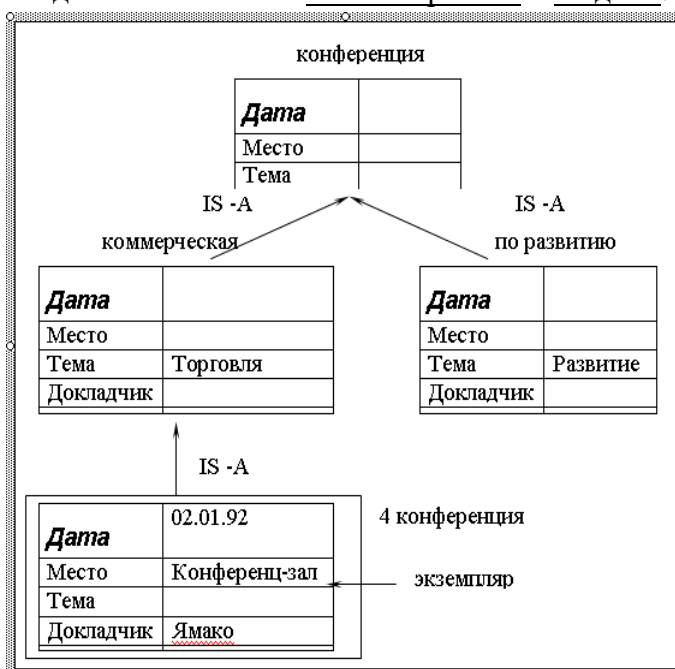 конференция
Дата
Место
Тема
IS -A IS -A
коммерческая по развитию
Дата Дата
Место Место
Тема Торговля Тема Развитие
Докладчик Докладчик
IS -A
Дата 02.01.92 4 конференция
Место Конференц-зал экземпляр
Тема
Докладчик Ямако